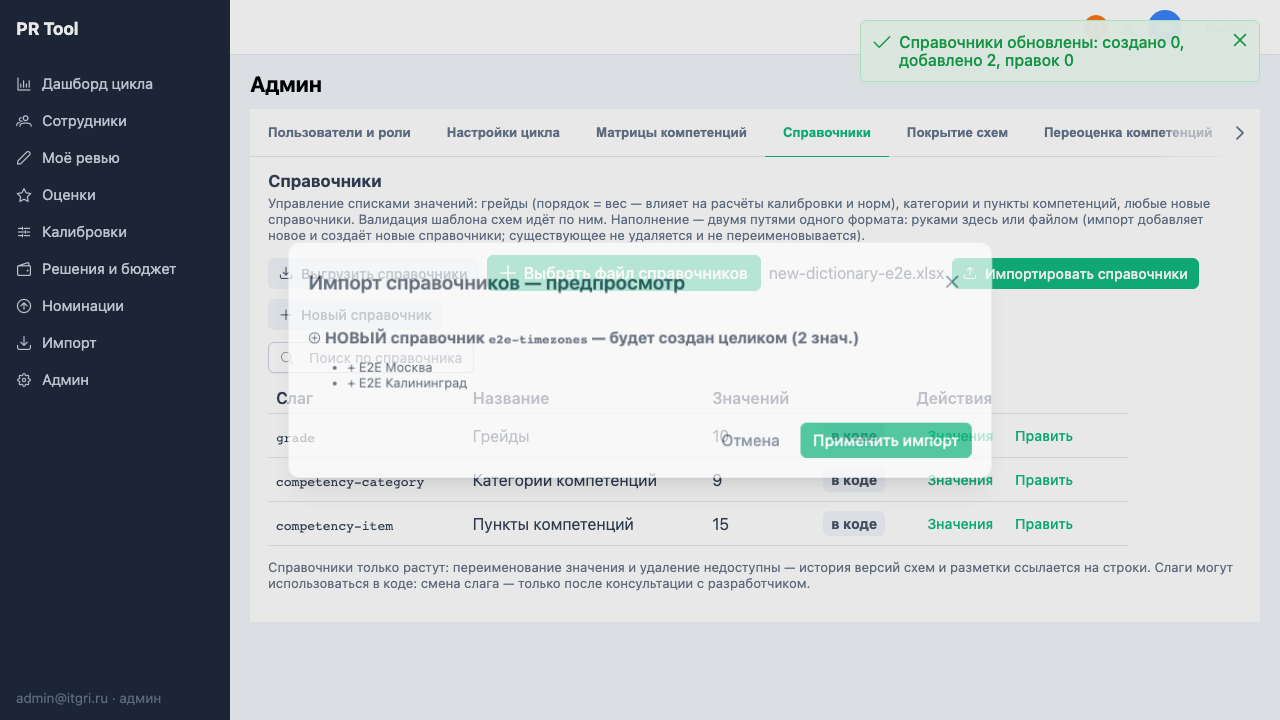 PR Tool
Дашборд цикла
Сотрудники
Моё ревью
Оценки
Калибровки
Решения и бюджет
Номинации
Импорт
Админ
admin@itgri.ru · админ
Справочники обновлены: создано 0,
добавлено 2, правок 0
Админ
Пользователи и роли
Настройки цикла
Матрицы компетенций
Справочники
Покрытие схем
Переоценка компетенций
Справочники
Управление списками значений: грейды (порядок = вес — влияет на расчёты калибровки и норм), категории и пункты компетенций, любые новые
справочники. Валидация шаблона схем идёт по ним. Наполнение — двумя путями одного формата: руками здесь или файлом (импорт добавляет
новое и создаёт новые справочники; существующее не удаляется и не переименовывается).
Выгрузить справочники
Выбрать файл справочников
new-dictionary-e2e.xlsx
Импортировать справочники
Новый справочник
Поиск по справочника
Импорт справочников — предпросмотр
НОВЫЙ справочник e2e-timezones — будет создан целиком (2 знач.)
• + E2E Москва
• + E2E Калининград
Отмена
Применить импорт
Слаг Название Значений Действия
grade Грейды 10 в коде Значения Править
competency-category Категории компетенций 9 в коде Значения Править
competency-item Пункты компетенций 15 в коде Значения Править
Справочники только растут: переименование значения и удаление недоступны — история версий схем и разметки ссылается на строки. Слаги могут
использоваться в коде: смена слага — только после консультации с разработчиком.